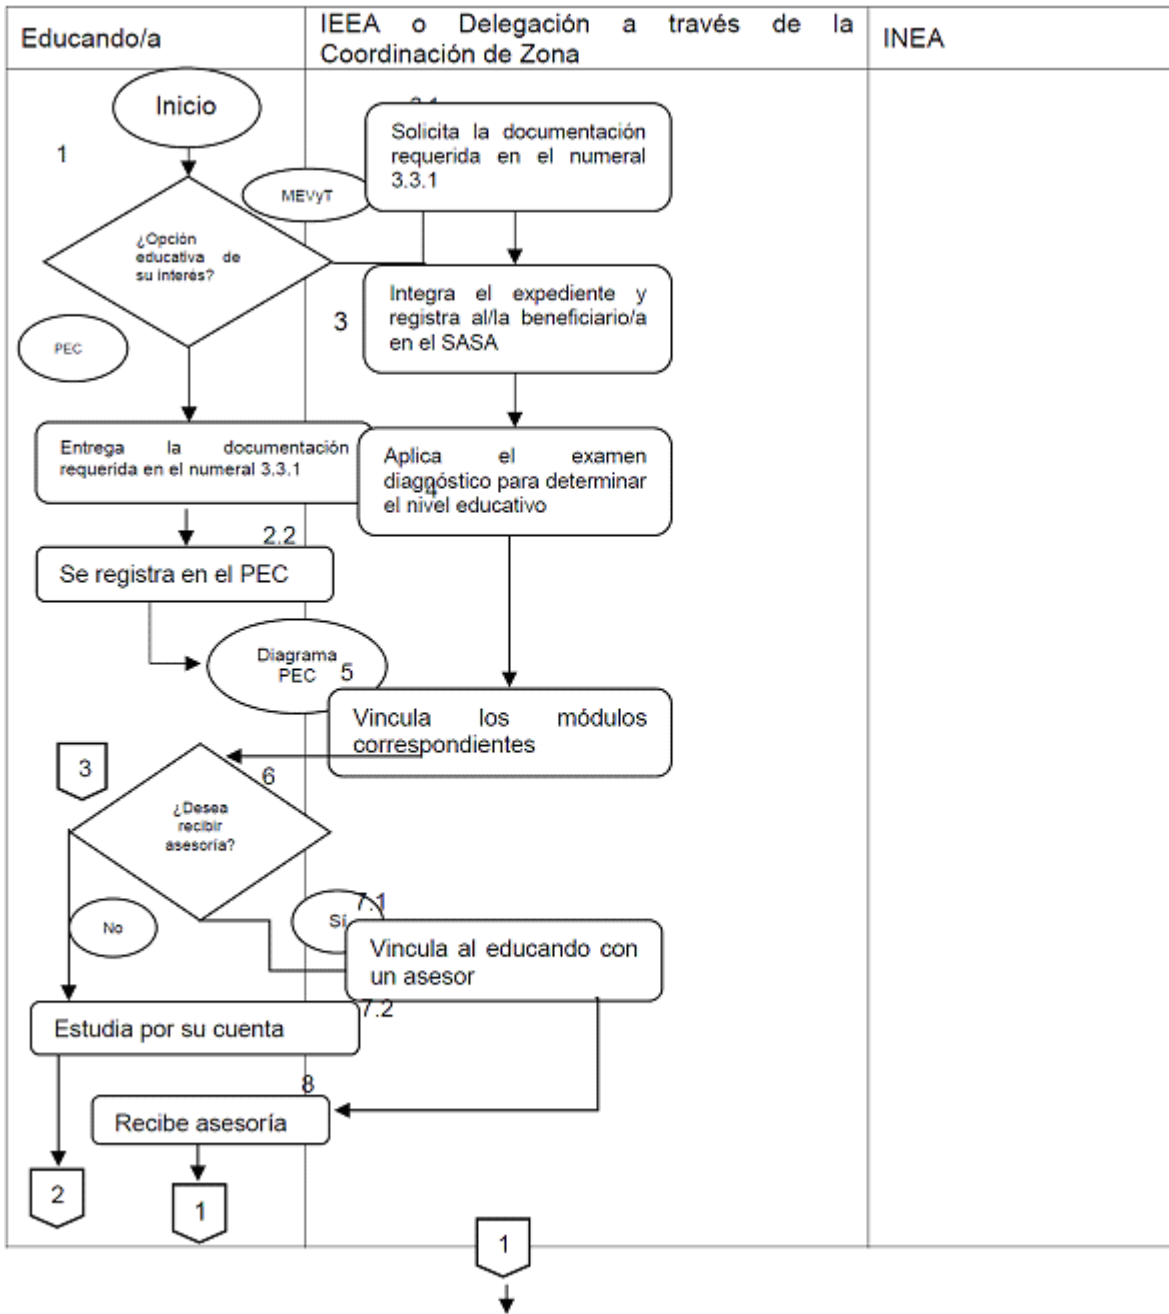 Educando/a
IEEA o Delegación a través de la
Coordinación de Zona
INEA
Inicio
1
Solicita la documentación
requerida en el numeral
3.3.1
MEVyT
¿Opción
educativa de
su interés?
PEC
3
Integra el expediente y
registra al/la beneficiario/a
en el SASA
Entrega la documentación
requerida en el numeral 3.3.1
4
Aplica el examen
diagnóstico para determinar
el nivel educativo
2.2
Se registra en el PEC
Diagrama
PEC
5
Vincula los módulos
correspondientes
3
6
¿Desea
recibir
asesoría?
No
Sí
7.1
Vincula al educando con
un asesor
7.2
Estudia por su cuenta
8
Recibe asesoría
2
1
1